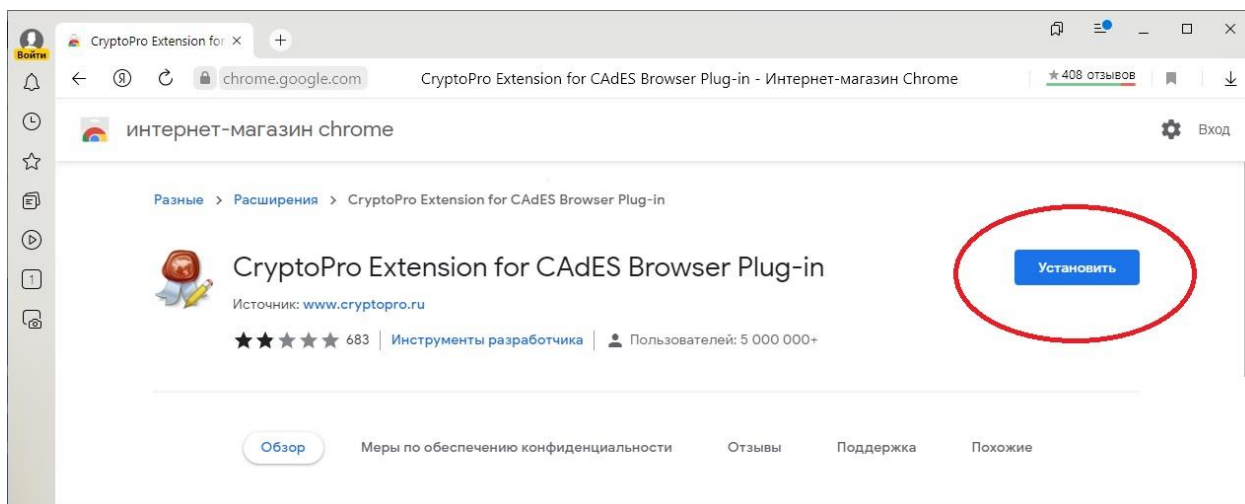 CryptoPro Extension for
Войти
chrome.google.com
CryptoPro Extension for CAdES Browser Plug-in - Интернет-магазин Chrome
408 отзывов
интернет-магазин chrome
Вход
Разные > Расширения > CryptoPro Extension for CAdES Browser Plug-in
CryptoPro Extension for CAdES Browser Plug-in
Установить
Источник: www.cryptopro.ru
683 | Инструменты разработчика | Пользователей: 5 000 000+
1
Обзор Меры по обеспечению конфиденциальности Отзывы Поддержка Похожие